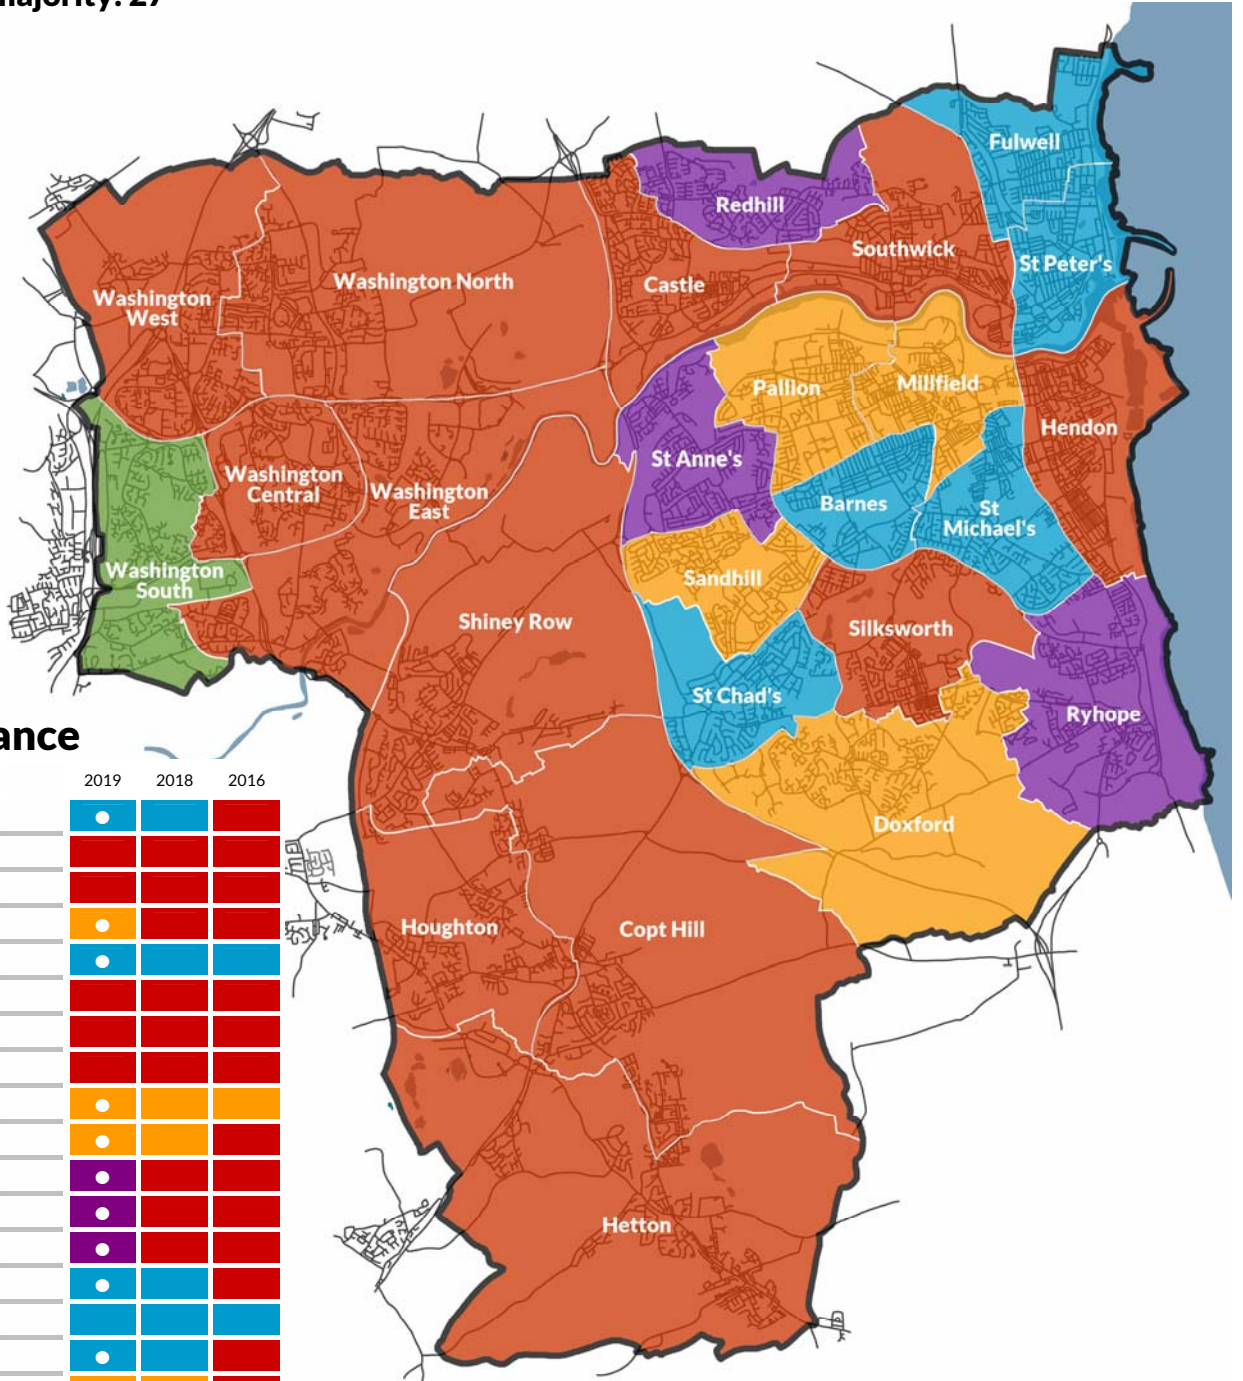 majority: 27
Fulwell
Redhill
Southwick
St Peter's
Washington North
Castle
Washington
West
Pallion
Millfield
Hendon
St Anne's
Washington
Central
Washington
East
Barnes
St
Michael's
Washington
South
Sandhill
Shiney Row
Silksworth
St Chad's
Ryhope
ance
2019 2018 2016
Doxford
Houghton
Copt Hill
Hetton